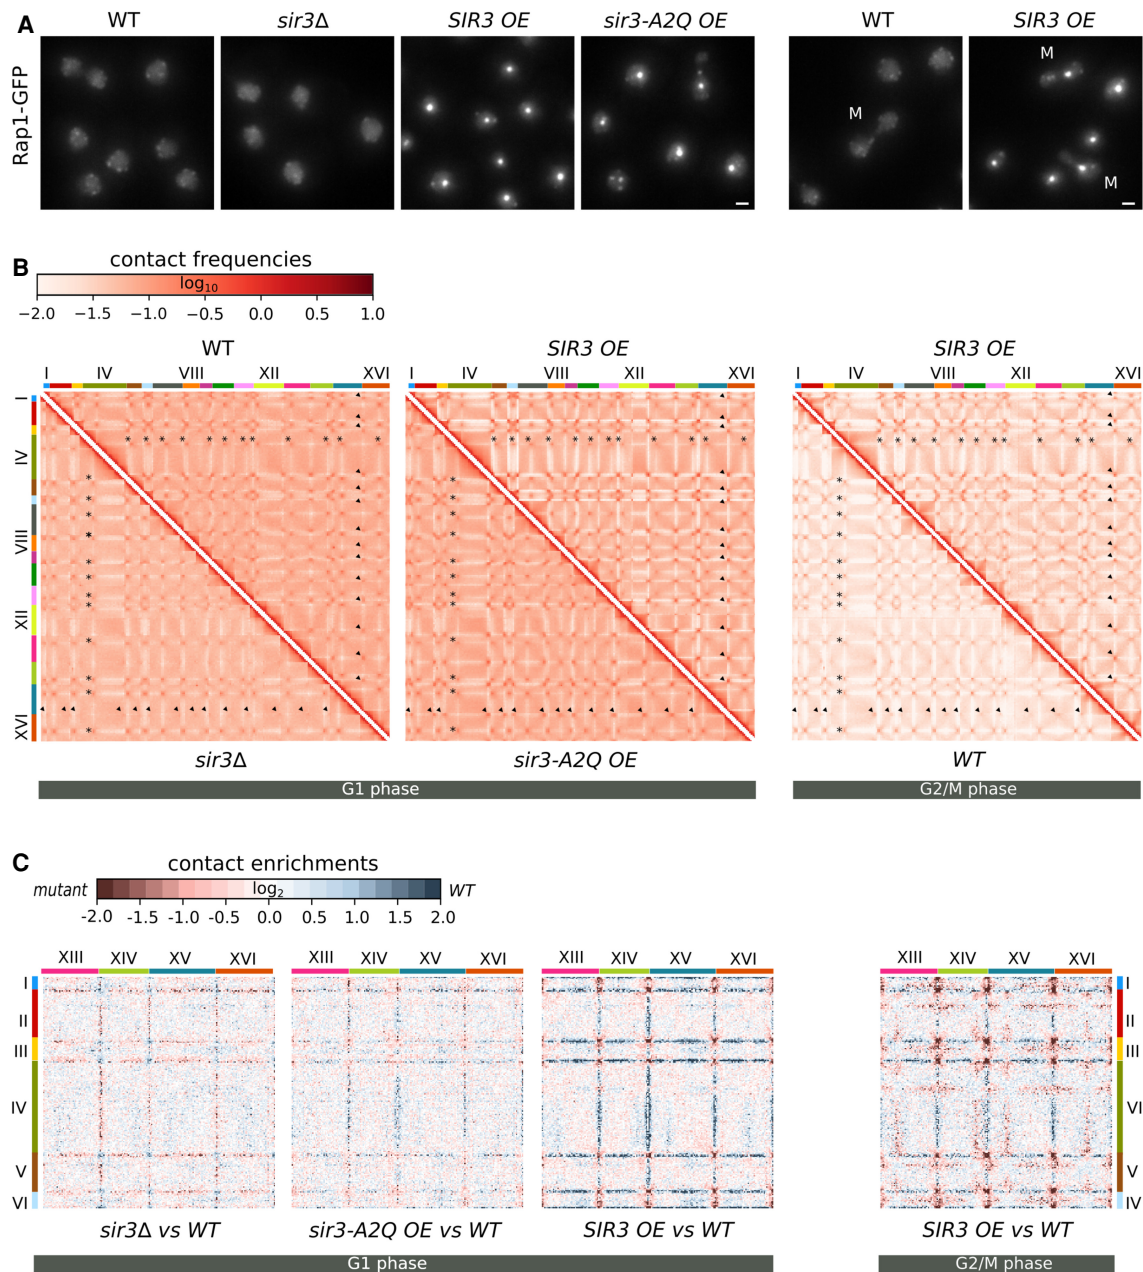 A
WT
sir3Δ
SIR3 OE
sir3-A2Q OE
WT
SIR3 OE
Rap1-GFP
M
M
M
B
contact frequencies
log10
−2.0 −1.5 −1.0 −0.5 0.0 0.5 1.0
WT
SIR3 OE
SIR3 OE
I IV VIII XII XVI
I IV VIII XII XVI
I IV VIII XII XVI
I
IV
VIII
XII
XVI
sir3Δ
sir3-A2Q OE
WT
G1 phase
G2/M phase
C
contact enrichments
mutant
log2
WT
-2.0 -1.5 -1.0 -0.5 0.0 0.5 1.0 1.5 2.0
XIII XIV XV XVI
XIII XIV XV XVI
XIII XIV XV XVI
XIII XIV XV XVI
I
II
III
IV
V
VI
I
II
III
VI
V
IV
sir3Δ vs WT
sir3-A2Q OE vs WT
SIR3 OE vs WT
SIR3 OE vs WT
G1 phase
G2/M phase